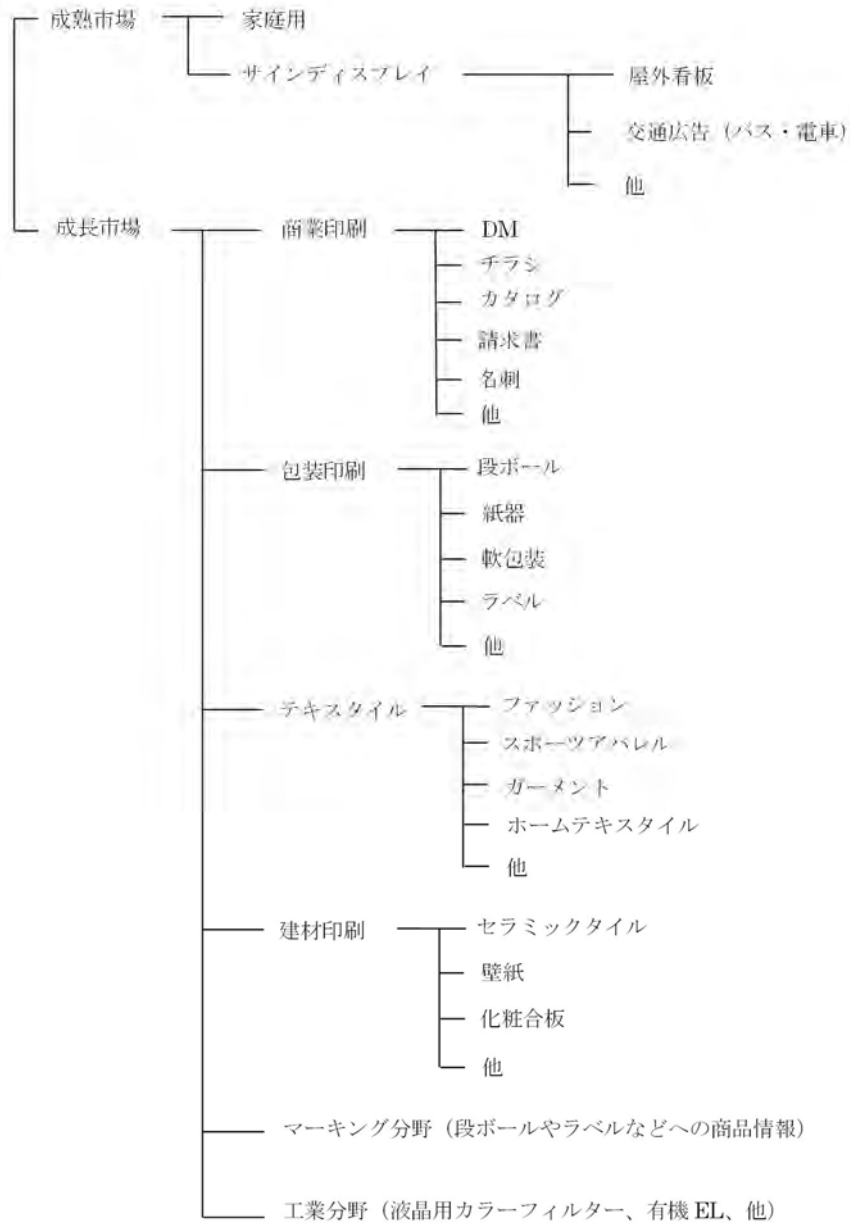 成熟市場
家庭用
サインディスプレイ
屋外看板
交通広告（バス・電車）
他
成長市場
商業印刷
DM
チラシ
カタログ
請求書
名刺
他
包装印刷
段ボール
紙器
軟包装
ラベル
他
テキスタイル
ファッション
スポーツアパレル
ガーメント
ホームテキスタイル
他
建材印刷
セラミックタイル
壁紙
化粧合板
他
マーキング分野（段ボールやラベルなどへの商品情報）
工業分野（液晶用カラーフィルター、有機 EL、他）